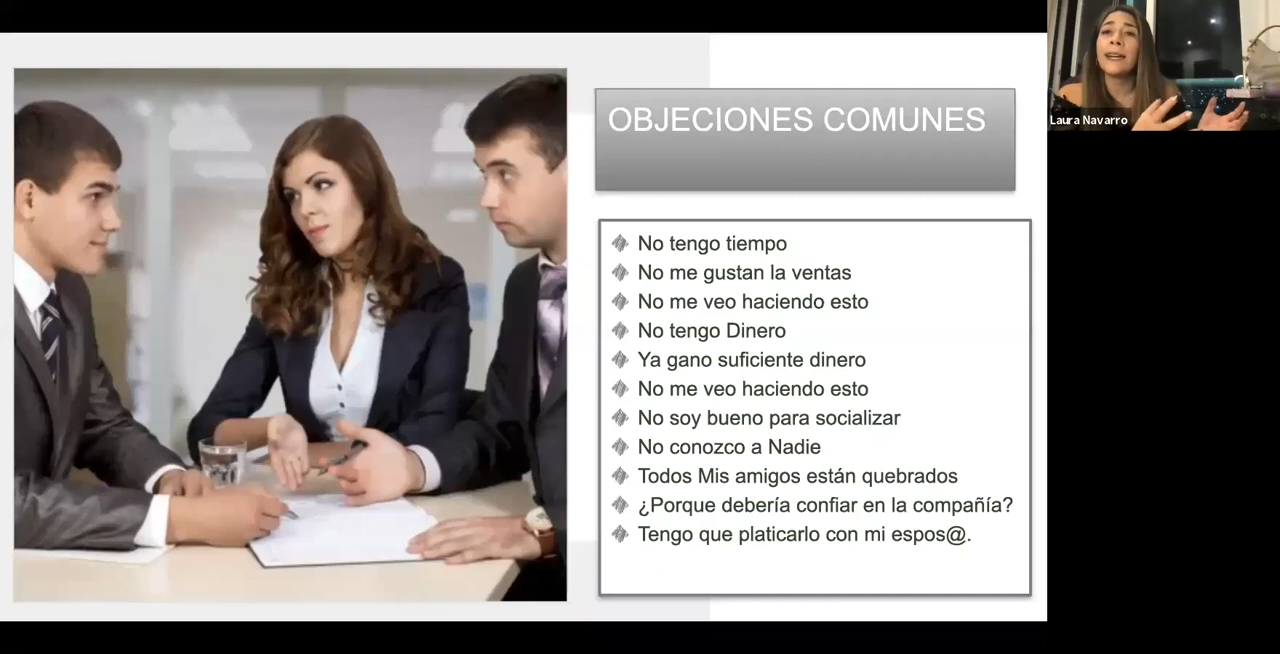 OBJECIONES COMUNES
No tengo tiempo
No me gustan la ventas
No me veo haciendo esto
No tengo Dinero
Ya gano suficiente dinero
No me veo haciendo esto
No soy bueno para socializar
No conozco a Nadie
Todos Mis amigos están quebrados
¿Porque debería confiar en la compañía?
Tengo que platicarlo con mi espos@.
Laura Navarro